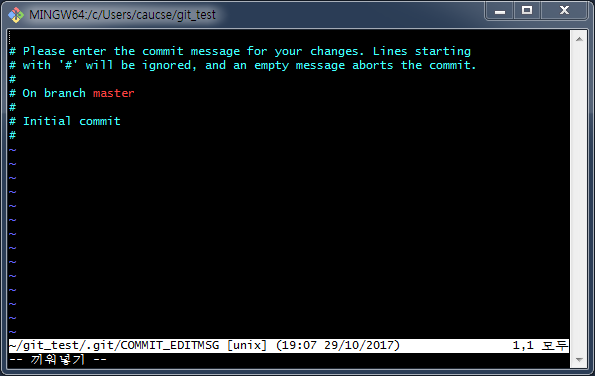 MINGW64:/c/Users/caucse/git_test
# Please enter the commit message for your changes. Lines starting
# with '#' will be ignored, and an empty message aborts the commit.
#
# On branch master
#
# Initial commit
#
~
~
~
~
~
~
~
~
~
~
~
~
~
~
~/git_test/.git/COMMIT_EDITMSG [unix] (19:07 29/10/2017) 1,1 모두
-- 끼워넣기 --